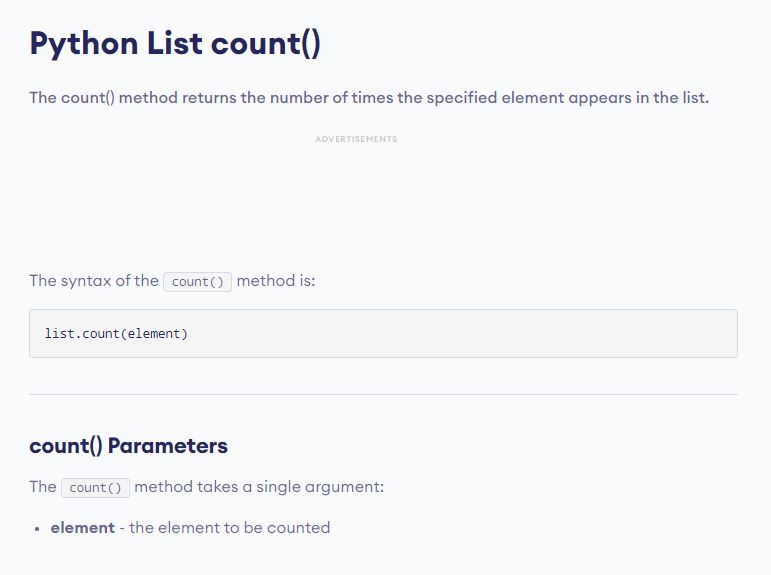 Python List count()
The count() method returns the number of times the specified element appears in the list.
ADVERTISEMENTS
The syntax of the count() method is:
list.count(element)
count() Parameters
The count() method takes a single argument:
• element - the element to be counted